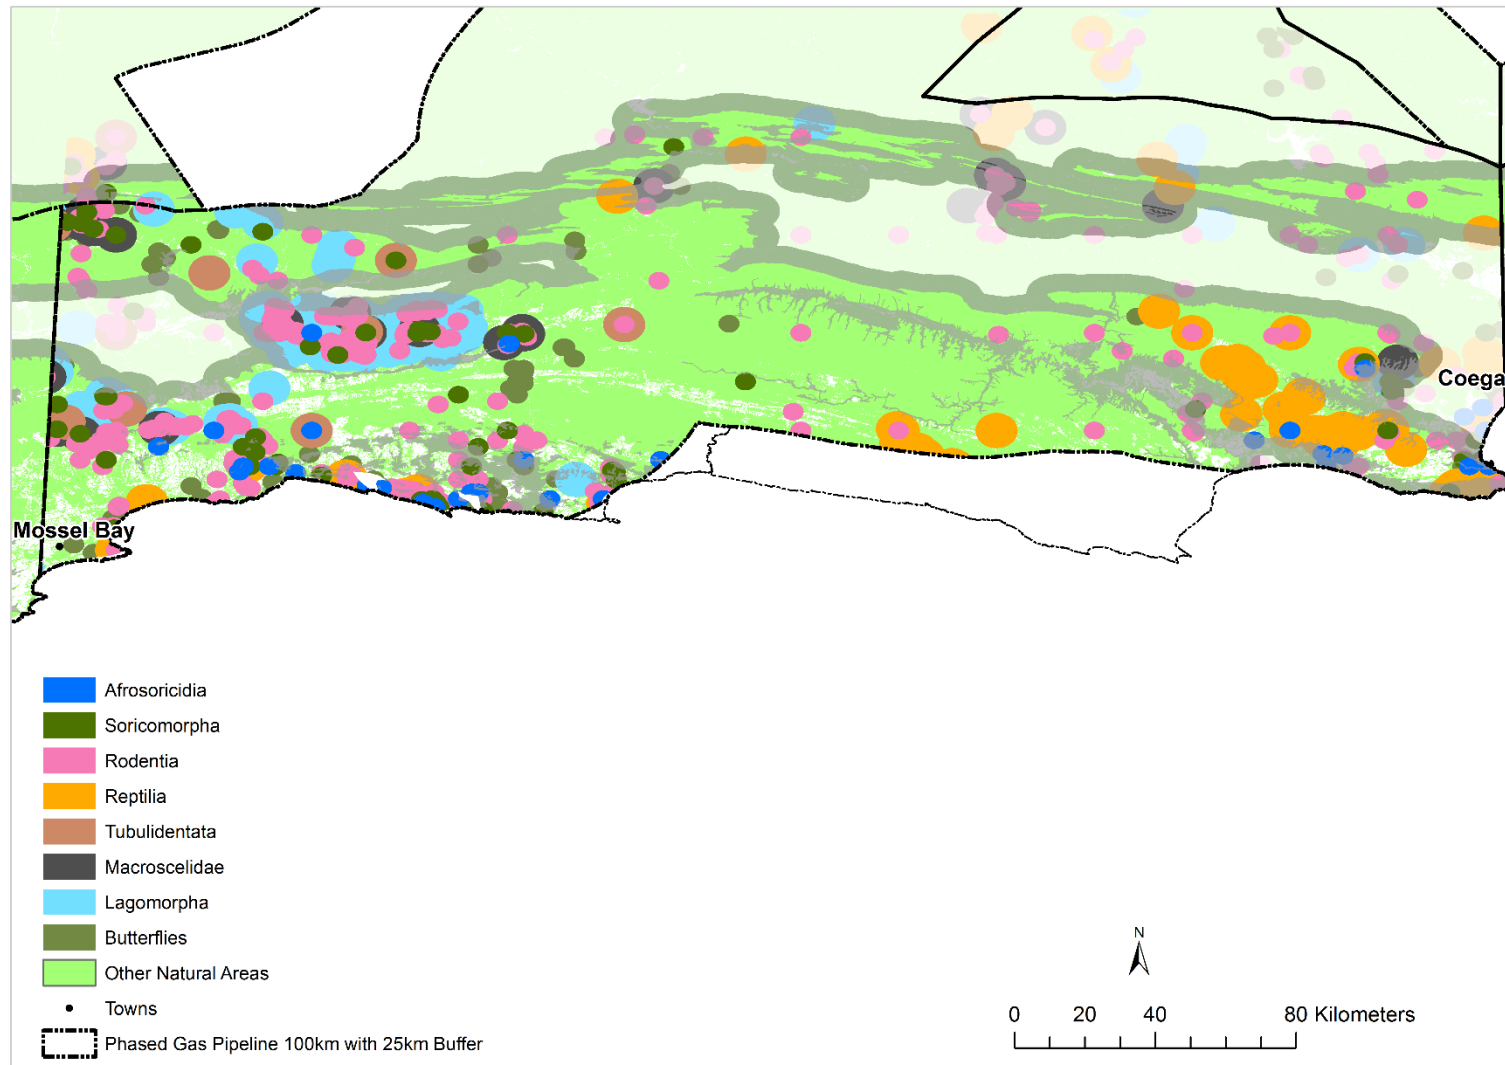 Coega
Mossel Bay
Afrosoricidia
Soricomorpha
Rodentia
Reptilia
Tubulidentata
Macroscelidae
Lagomorpha
Butterflies
Other Natural Areas
Towns
Phased Gas Pipeline 100km with 25km Buffer
N
0 20 40 80 Kilometers